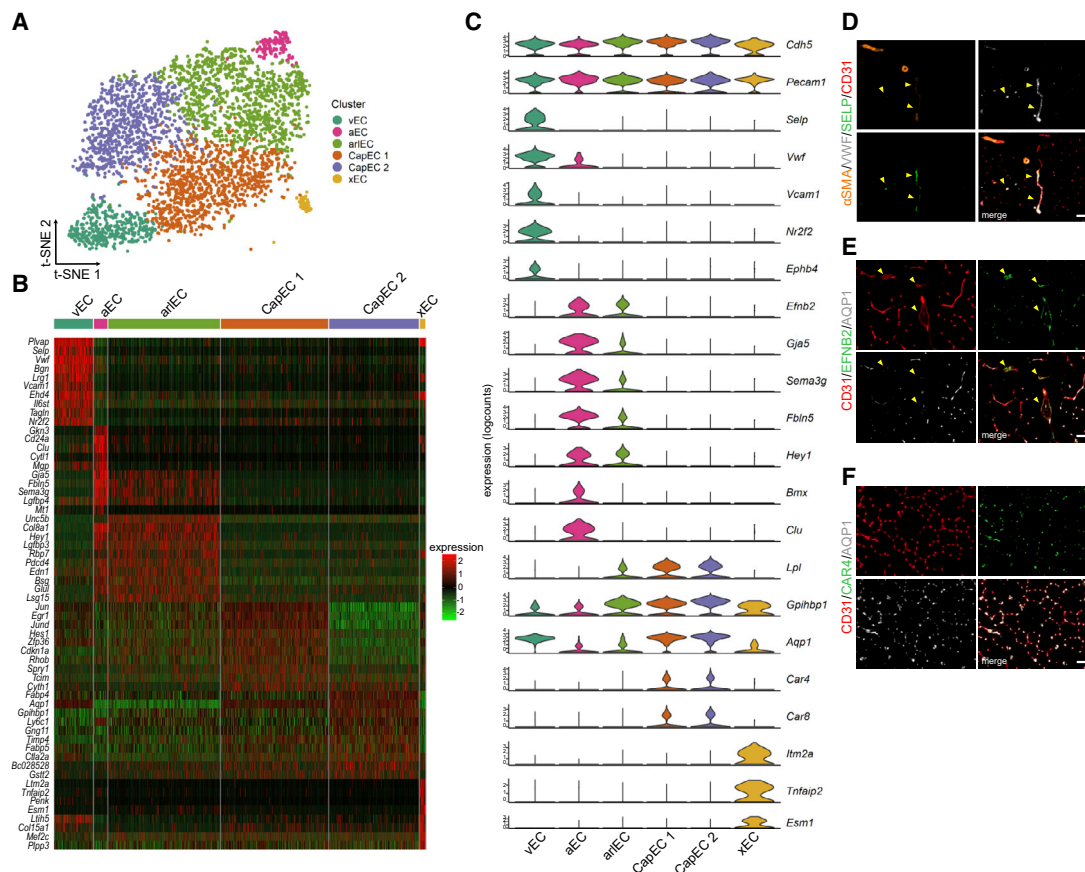 A
Cluster
vEC
aEC
arlEC
CapEC 1
CapEC 2
xEC
t-SNE 2
t-SNE 1
B
vEC
aEC
arlEC
CapEC 1
CapEC 2
xEC
Plvap
Selp
Vwf
Bgn
Lrg1
Vcam1
Ehd4
Il6st
Tagln
Nr2f2
Gkn3
Cd24a
Clu
Cytl1
Mgp
Gja5
Fbln5
Sema3g
Lgfbp4
Mt1
Unc5b
Col8a1
Hey1
Lgfbp3
Rbp7
Pdcd4
Edn1
Bsg
Glul
Lsg15
Jun
Egr1
Jund
Hes1
Zfp36
Cdkn1a
Rhob
Spry1
Tcim
Cyth1
Fabp4
Aqp1
Gpihbp1
Ly6c1
Gng11
Timp4
Fabp5
Ctla2a
Bc028528
Gstt2
Ltm2a
Tnfaip2
Penk
Esm1
Ltih5
Col15a1
Mef2c
Plpp3
expression
2
1
0
-1
-2
C
expression (logcounts)
Cdh5
Pecam1
Selp
Vwf
Vcam1
Nr2f2
Ephb4
Efnb2
Gja5
Sema3g
Fbln5
Hey1
Bmx
Clu
Lpl
Gpihbp1
Aqp1
Car4
Car8
Itm2a
Tnfaip2
Esm1
vEC
aEC
arlEC
CapEC 1
CapEC 2
xEC
D
αSMA/VWF/SELP/CD31
merge
E
CD31/EFNB2/AQP1
merge
F
CD31/CAR4/AQP1
merge